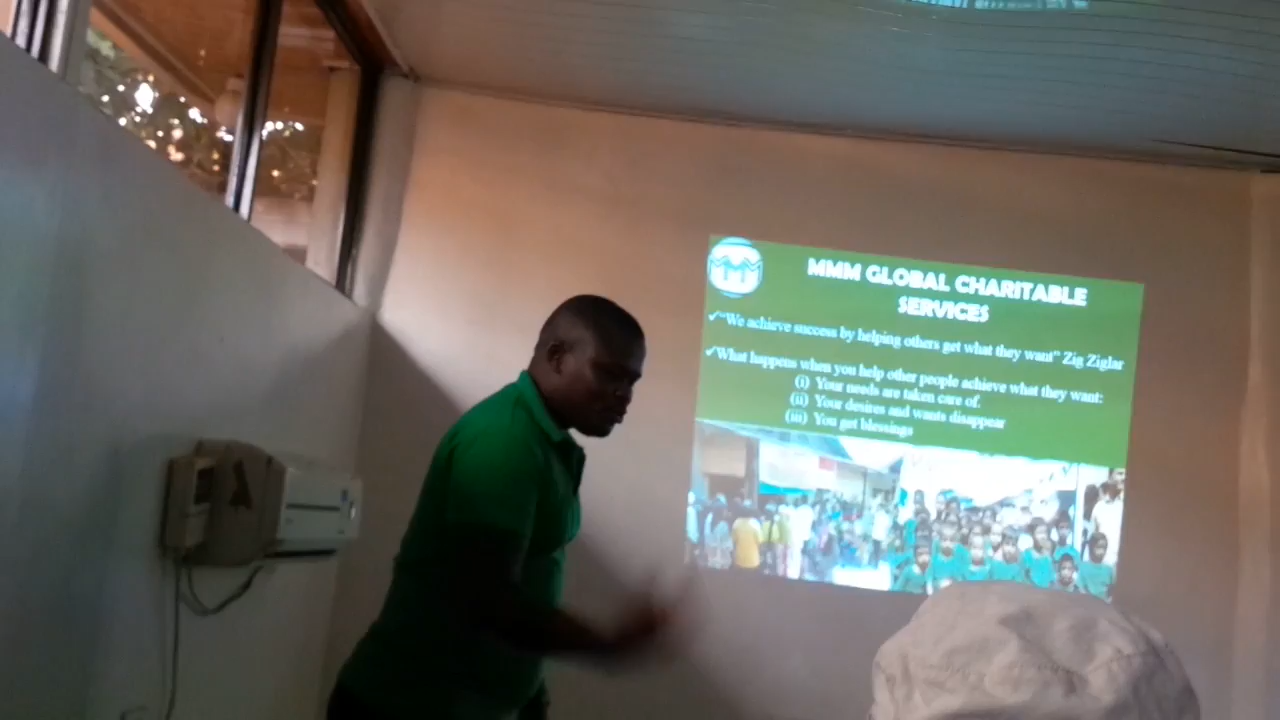 MMM
MMM GLOBAL CHARITABLE
SERVICES
✓"We achieve success by helping others get what they want" Zig Ziglar
✓What happens when you help other people achieve what they want:
(i) Your needs are taken care of.
(ii) Your desires and wants disappear
(iii) You get blessings